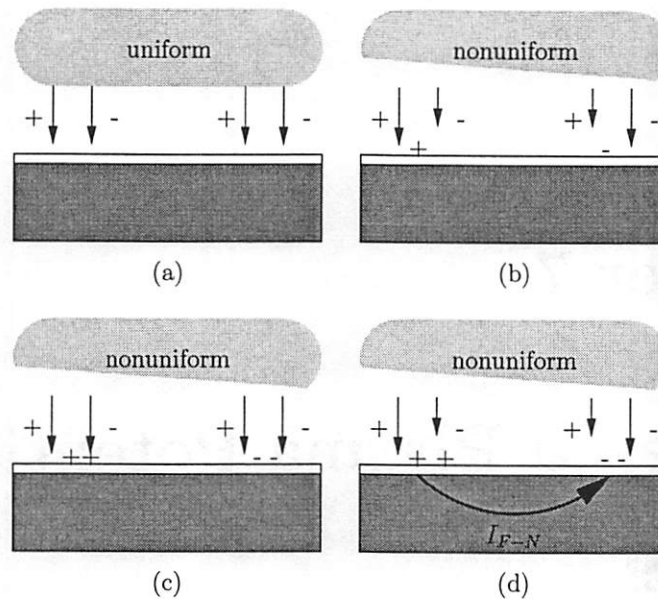 uniform
+ - + -
(a)
nonuniform
+ - + -
+ -
(b)
nonuniform
+ - + -
++ --
(c)
nonuniform
+ - + -
+ + --
I_{F-N}
(d)